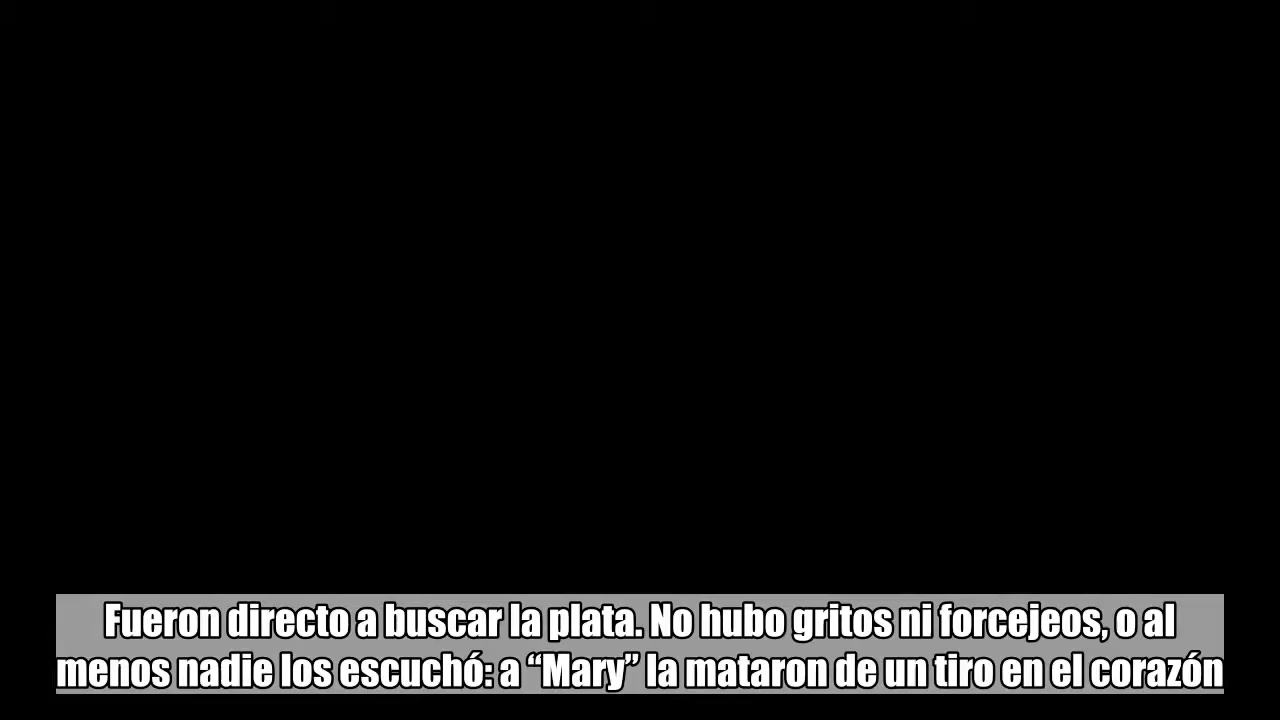 Fueron directo a buscar la plata. No hubo gritos ni forcejeos, o al
menos nadie los escuchó: a “Mary” la mataron de un tiro en el corazón